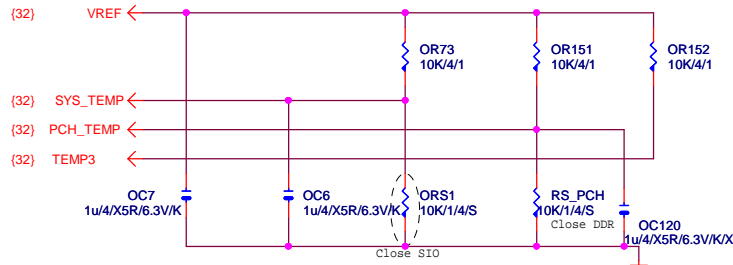 {32} VREF
OR73
10K/4/1
OR151
10K/4/1
OR152
10K/4/1
{32} SYS_TEMP
{32} PCH_TEMP
{32} TEMP3
OC7
1u/4/X5R/6.3V/K
OC6
1u/4/X5R/6.3V/K
ORS1
10K/1/4/S
Close SIO
RS_PCH
10K/1/4/S
Close DDR
OC120
1u/4/X5R/6.3V/K/X